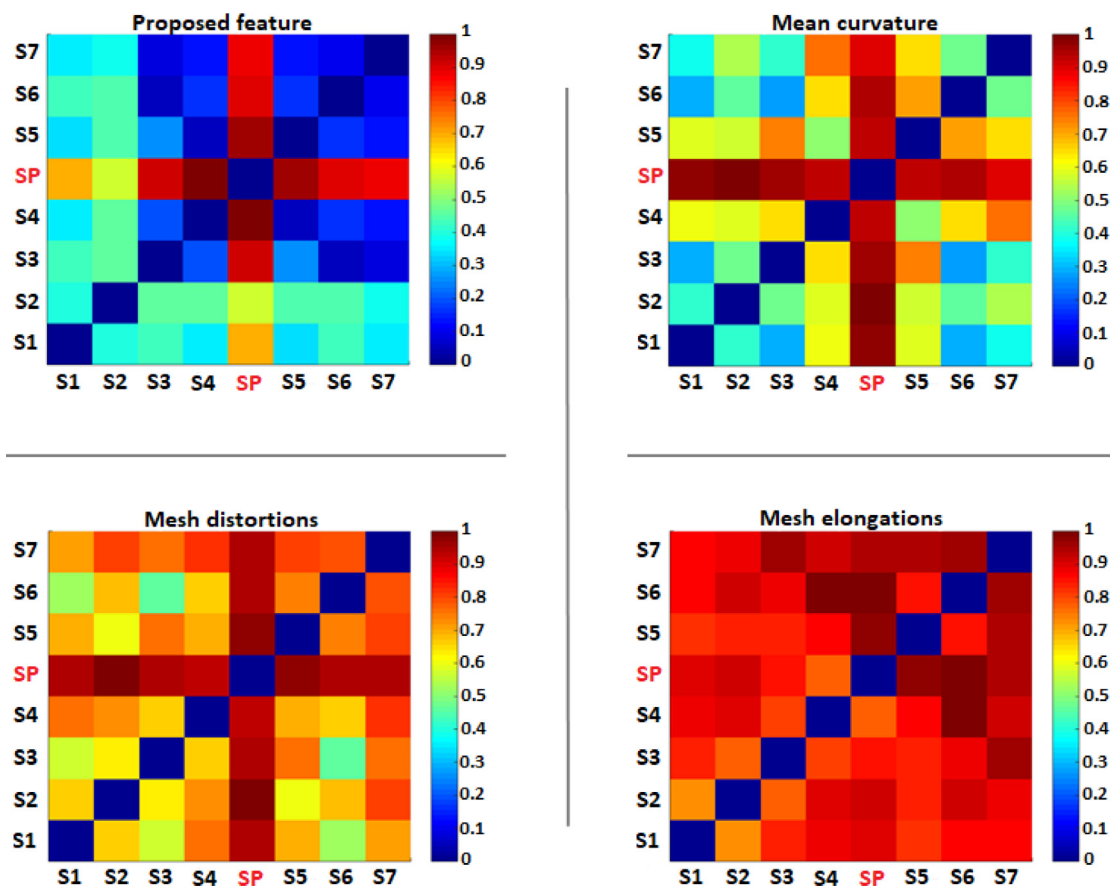 Proposed feature
S7
S6
S5
SP
S4
S3
S2
S1
S1 S2 S3 S4 SP S5 S6 S7
1
0.9
0.8
0.7
0.6
0.5
0.4
0.3
0.2
0.1
0
Mean curvature
S7
S6
S5
SP
S4
S3
S2
S1
S1 S2 S3 S4 SP S5 S6 S7
1
0.9
0.8
0.7
0.6
0.5
0.4
0.3
0.2
0.1
0
Mesh distortions
S7
S6
S5
SP
S4
S3
S2
S1
S1 S2 S3 S4 SP S5 S6 S7
1
0.9
0.8
0.7
0.6
0.5
0.4
0.3
0.2
0.1
0
Mesh elongations
S7
S6
S5
SP
S4
S3
S2
S1
S1 S2 S3 S4 SP S5 S6 S7
1
0.9
0.8
0.7
0.6
0.5
0.4
0.3
0.2
0.1
0